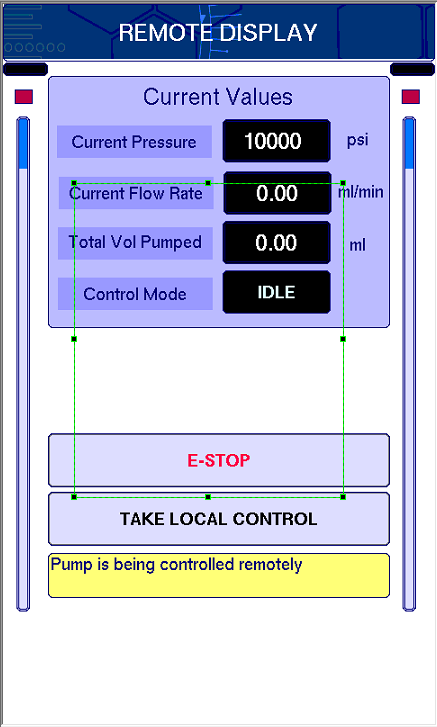 REMOTE DISPLAY
Current Values
Current Pressure 10000 psi
Current Flow Rate 0.00 ml/min
Total Vol Pumped 0.00 ml
Control Mode IDLE
E-STOP
TAKE LOCAL CONTROL
Pump is being controlled remotely